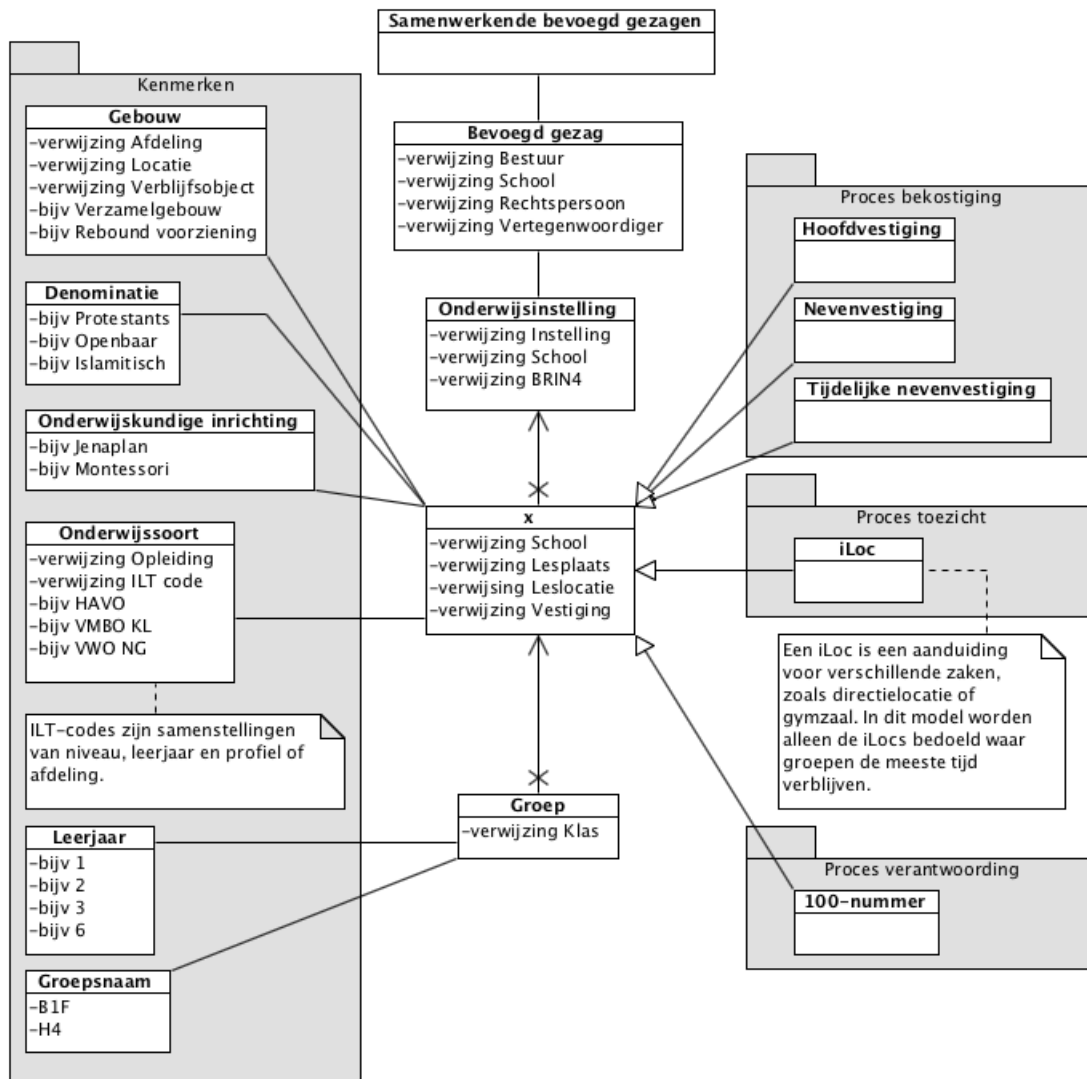 Samenwerkende bevoegd gezagen
Kenmerken
Gebouw
-verwijzing Afdeling
-verwijzing Locatie
-verwijzing Verblijfsobject
-bijv Verzamelgebouw
-bijv Rebound voorziening
Denominatie
-bijv Protestants
-bijv Openbaar
-bijv Islamitisch
Onderwijskundige inrichting
-bijv Jenaplan
-bijv Montessori
Onderwijssoort
-verwijzing Opleiding
-verwijzing ILT code
-bijv HAVO
-bijv VMBO KL
-bijv VWO NG
ILT-codes zijn samenstellingen
van niveau, leerjaar en profiel of
afdeling.
Leerjaar
-bijv 1
-bijv 2
-bijv 3
-bijv 6
Groepsnaam
-B1F
-H4
Bevoegd gezag
-verwijzing Bestuur
-verwijzing School
-verwijzing Rechtspersoon
-verwijzing Vertegenwoordiger
Onderwijsinstelling
-verwijzing Instelling
-verwijzing School
-verwijzing BRIN4
x
-verwijzing School
-verwijzing Lesplaats
-verwijsing Leslocatie
-verwijzing Vestiging
Groep
-verwijzing Klas
Proces bekostiging
Hoofdvestiging
Nevenvestiging
Tijdelijke nevenvestiging
Proces toezicht
iLoc
Een iLoc is een aanduiding
voor verschillende zaken,
zoals directielocatie of
gymzaal. In dit model worden
alleen de iLocs bedoeld waar
groepen de meeste tijd
verblijven.
Proces verantwoording
100-nummer